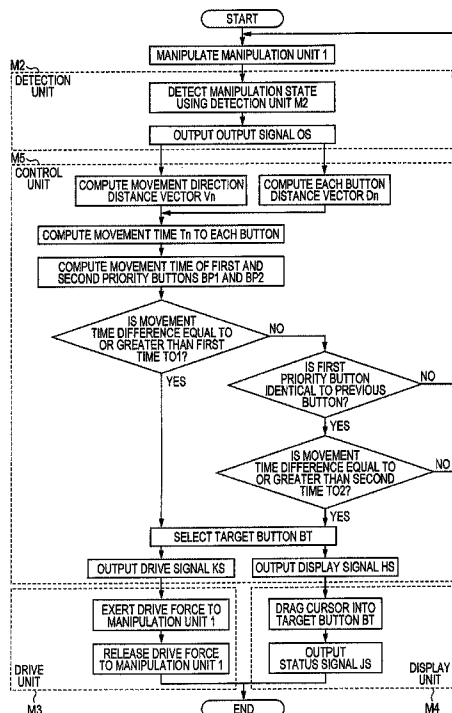 START
MANIPULATE MANIPULATION UNIT 1
M2
DETECTION
UNIT
DETECT MANIPULATION STATE
USING DETECTION UNIT M2
OUTPUT OUTPUT SIGNAL OS
M5
CONTROL
UNIT
COMPUTE MOVEMENT DIRECTION
DISTANCE VECTOR Vn
COMPUTE EACH BUTTON
DISTANCE VECTOR Dn
COMPUTE MOVEMENT TIME Tn TO EACH BUTTON
COMPUTE MOVEMENT TIME OF FIRST AND
SECOND PRIORITY BUTTONS BP1 AND BP2
IS MOVEMENT
TIME DIFFERENCE EQUAL TO
OR GREATER THAN FIRST
TIME TO1?
NO
YES
IS FIRST
PRIORITY BUTTON
IDENTICAL TO PREVIOUS
BUTTON?
NO
YES
IS MOVEMENT
TIME DIFFERENCE EQUAL TO
OR GREATER THAN SECOND
TIME TO2?
NO
YES
SELECT TARGET BUTTON BT
OUTPUT DRIVE SIGNAL KS
OUTPUT DISPLAY SIGNAL HS
EXERT DRIVE FORCE TO
MANIPULATION UNIT 1
DRAG CURSOR INTO
TARGET BUTTON BT
RELEASE DRIVE FORCE
TO MANIPULATION UNIT 1
OUTPUT
STATUS SIGNAL JS
DRIVE
UNIT
DISPLAY
UNIT
M3
END
M4